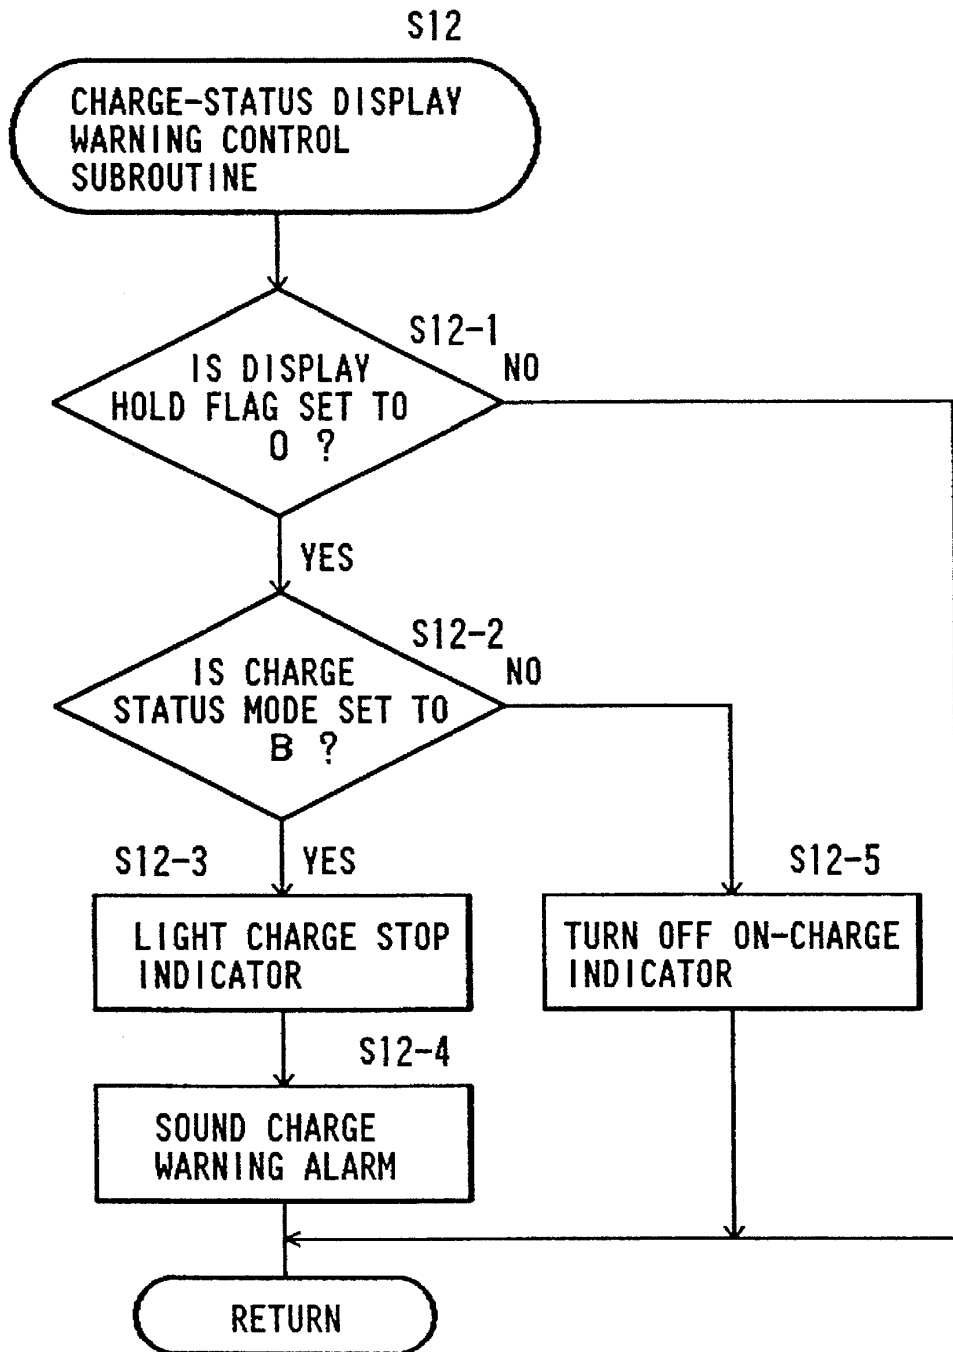 S12
CHARGE-STATUS DISPLAY
WARNING CONTROL
SUBROUTINE
S12-1
NO
IS DISPLAY
HOLD FLAG SET TO
0 ?
YES
S12-2
NO
IS CHARGE
STATUS MODE SET TO
B ?
S12-3
YES
LIGHT CHARGE STOP
INDICATOR
S12-5
TURN OFF ON-CHARGE
INDICATOR
S12-4
SOUND CHARGE
WARNING ALARM
RETURN